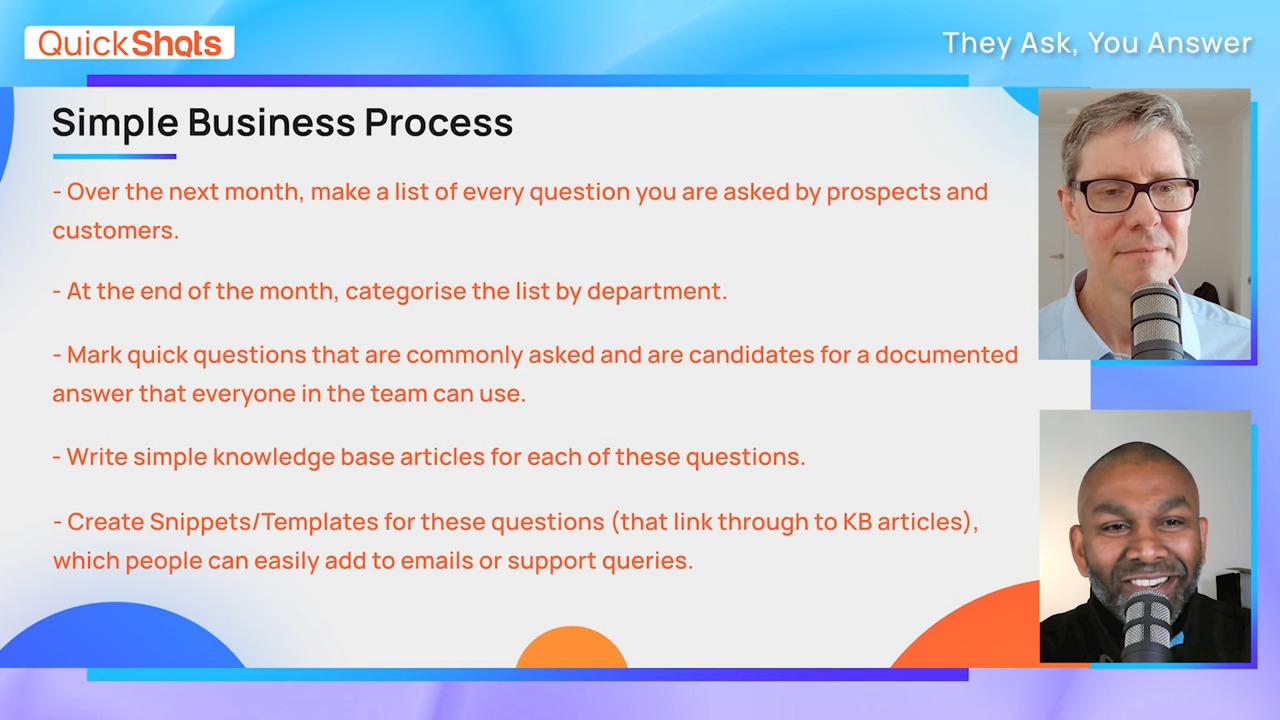 QuickShots
They Ask, You Answer
Simple Business Process
- Over the next month, make a list of every question you are asked by prospects and
customers.
- At the end of the month, categorise the list by department.
- Mark quick questions that are commonly asked and are candidates for a documented
answer that everyone in the team can use.
- Write simple knowledge base articles for each of these questions.
- Create Snippets/Templates for these questions (that link through to KB articles),
which people can easily add to emails or support queries.